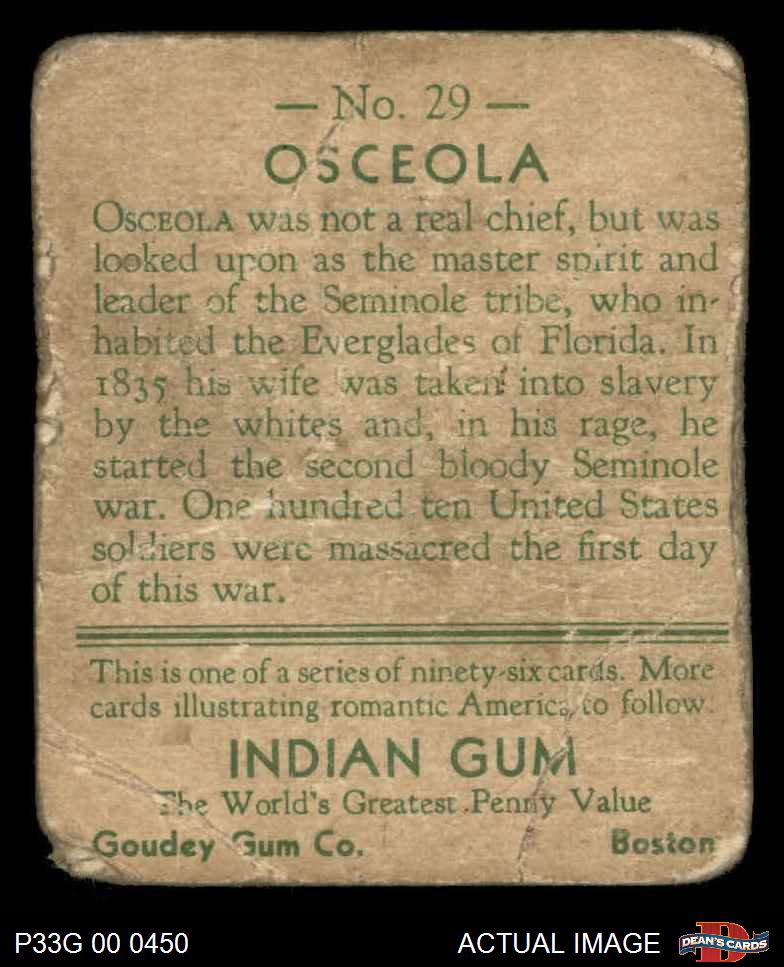 — No. 29 —
OSCEOLA
OSCEOLA was not a real chief, but was
looked upon as the master spirit and
leader of the Seminole tribe, who in-
habited the Everglades of Florida. In
1835 his wife was taken into slavery
by the whites and, in his rage, he
started the second bloody Seminole
war. One hundred ten United States
soldiers were massacred the first day
of this war.
This is one of a series of ninety-six cards. More
cards illustrating romantic America to follow.
INDIAN GUM
The World's Greatest Penny Value
Goudey Gum Co. Boston
P33G 00 0450 ACTUAL IMAGE DEAN'S CARDS